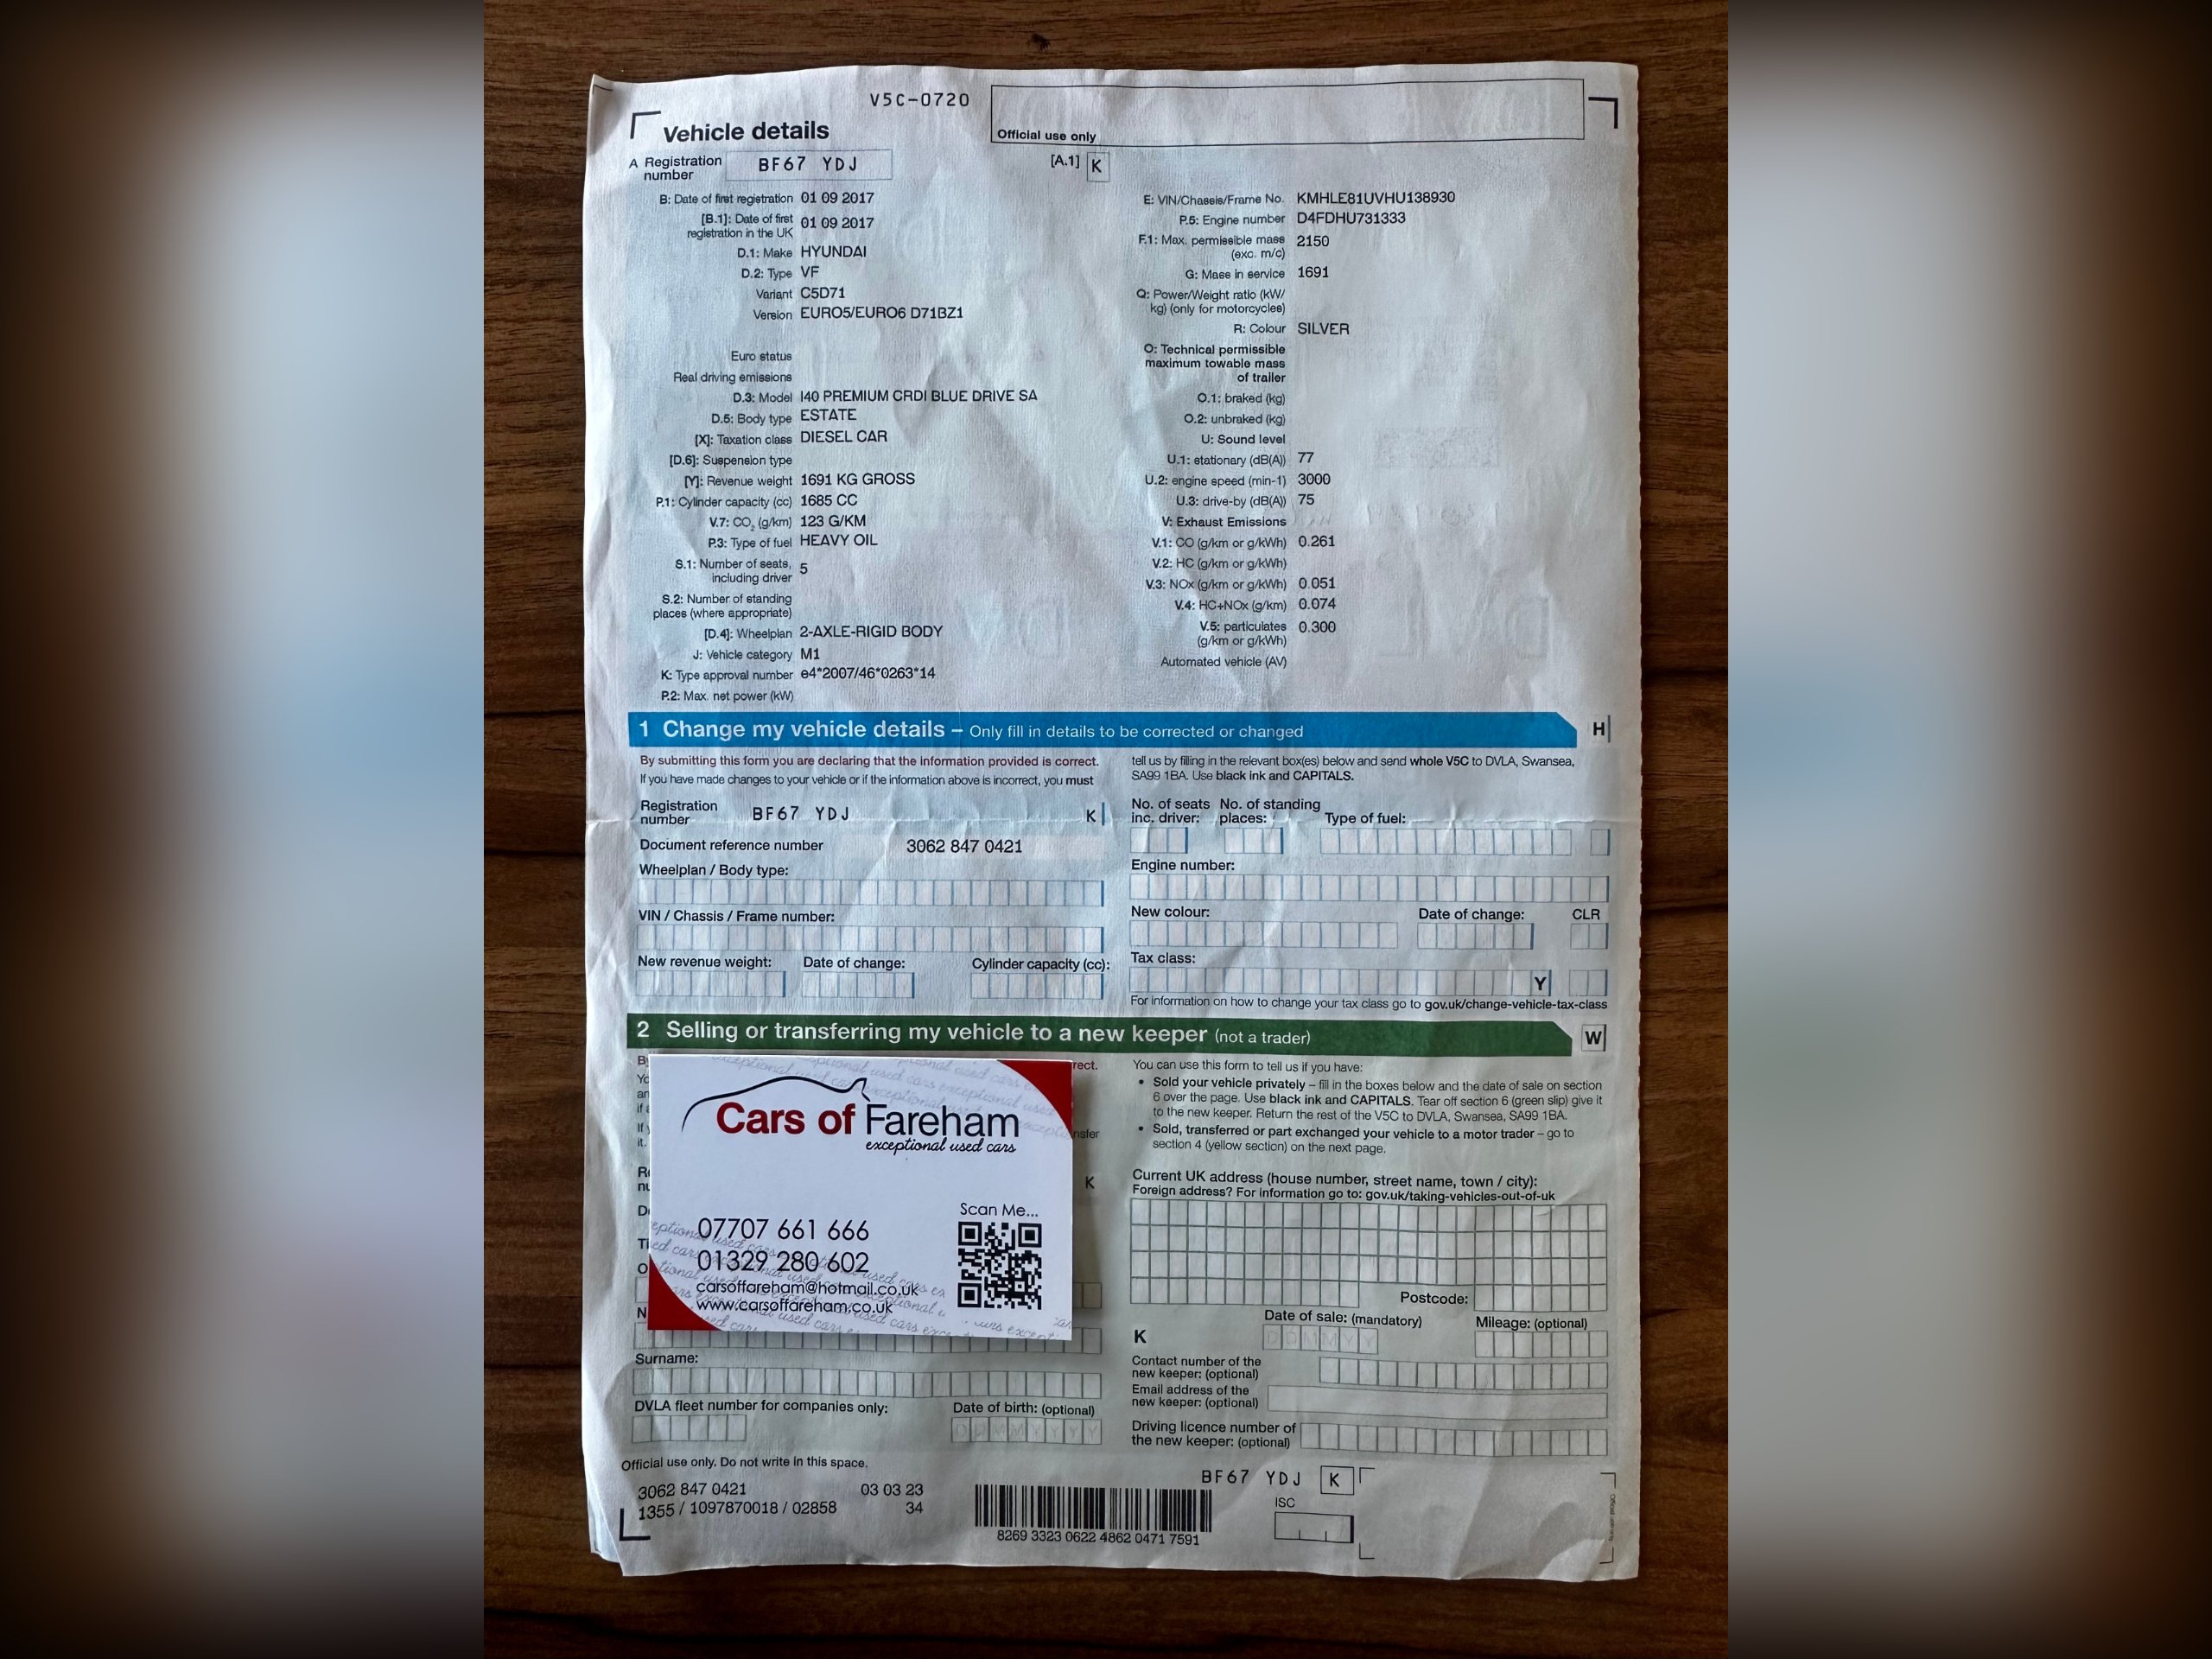 V5C-0720
Official use only
Vehicle details
A Registration number BF67 YDJ
[A.1] K
B: Date of first registration 01 09 2017
[B.1]: Date of first registration in the UK 01 09 2017
D.1: Make HYUNDAI
D.2: Type VF
Variant C5D71
Version EURO5/EURO6 D71BZ1
Euro status
Real driving emissions
D.3: Model I40 PREMIUM CRDI BLUE DRIVE SA
D.5: Body type ESTATE
[X]: Taxation class DIESEL CAR
[D.6]: Suspension type
[Y]: Revenue weight 1691 KG GROSS
P.1: Cylinder capacity (cc) 1685 CC
V.7: CO2 (g/km) 123 G/KM
P.3: Type of fuel HEAVY OIL
S.1: Number of seats, including driver 5
S.2: Number of standing places (where appropriate)
[D.4]: Wheelplan 2-AXLE-RIGID BODY
J: Vehicle category M1
K: Type approval number e4*2007/46*0263*14
P.2: Max. net power (kW)
E: VIN/Chassis/Frame No. KMHLE81UVHU138930
P.5: Engine number D4FDHU731333
F.1: Max. permissible mass (exc. m/c) 2150
G: Mass in service 1691
Q: Power/Weight ratio (kW/kg) (only for motorcycles)
R: Colour SILVER
O: Technical permissible maximum towable mass of trailer
O.1: braked (kg)
O.2: unbraked (kg)
U: Sound level
U.1: stationary (dB(A)) 77
U.2: engine speed (min-1) 3000
U.3: drive-by (dB(A)) 75
V: Exhaust Emissions
V.1: CO (g/km or g/kWh) 0.261
V.2: HC (g/km or g/kWh)
V.3: NOx (g/km or g/kWh) 0.051
V.4: HC+NOx (g/km) 0.074
V.5: particulates (g/km or g/kWh) 0.300
Automated vehicle (AV)
1 Change my vehicle details – Only fill in details to be corrected or changed
H
By submitting this form you are declaring that the information provided is correct.
If you have made changes to your vehicle or if the information above is incorrect, you must
tell us by filling in the relevant box(es) below and send whole V5C to DVLA, Swansea,
SA99 1BA. Use black ink and CAPITALS.
Registration number BF67 YDJ K
Document reference number 3062 847 0421
Wheelplan / Body type:
VIN / Chassis / Frame number:
New revenue weight: Date of change: Cylinder capacity (cc):
No. of seats inc. driver: No. of standing places: Type of fuel:
Engine number:
New colour: Date of change: CLR
Tax class:
Y
For information on how to change your tax class go to gov.uk/change-vehicle-tax-class
2 Selling or transferring my vehicle to a new keeper (not a trader)
W
Cars of Fareham
exceptional used cars
Scan Me...
07707 661 666
01329 280 602
carsoffareham@hotmail.co.uk
www.carsoffareham.co.uk
K
Surname:
DVLA fleet number for companies only: Date of birth: (optional)
You can use this form to tell us if you have:
• Sold your vehicle privately – fill in the boxes below and the date of sale on section
6 over the page. Use black ink and CAPITALS. Tear off section 6 (green slip) give it
to the new keeper. Return the rest of the V5C to DVLA, Swansea, SA99 1BA.
• Sold, transferred or part exchanged your vehicle to a motor trader – go to
section 4 (yellow section) on the next page.
Current UK address (house number, street name, town / city):
Foreign address? For information go to: gov.uk/taking-vehicles-out-of-uk
Postcode:
K
Date of sale: (mandatory) Mileage: (optional)
Contact number of the new keeper: (optional)
Email address of the new keeper: (optional)
Driving licence number of the new keeper: (optional)
Official use only. Do not write in this space.
3062 847 0421 03 03 23
1355 / 1097870018 / 02858 34
8269 3323 0622 4862 0471 7591
BF67 YDJ K
ISC